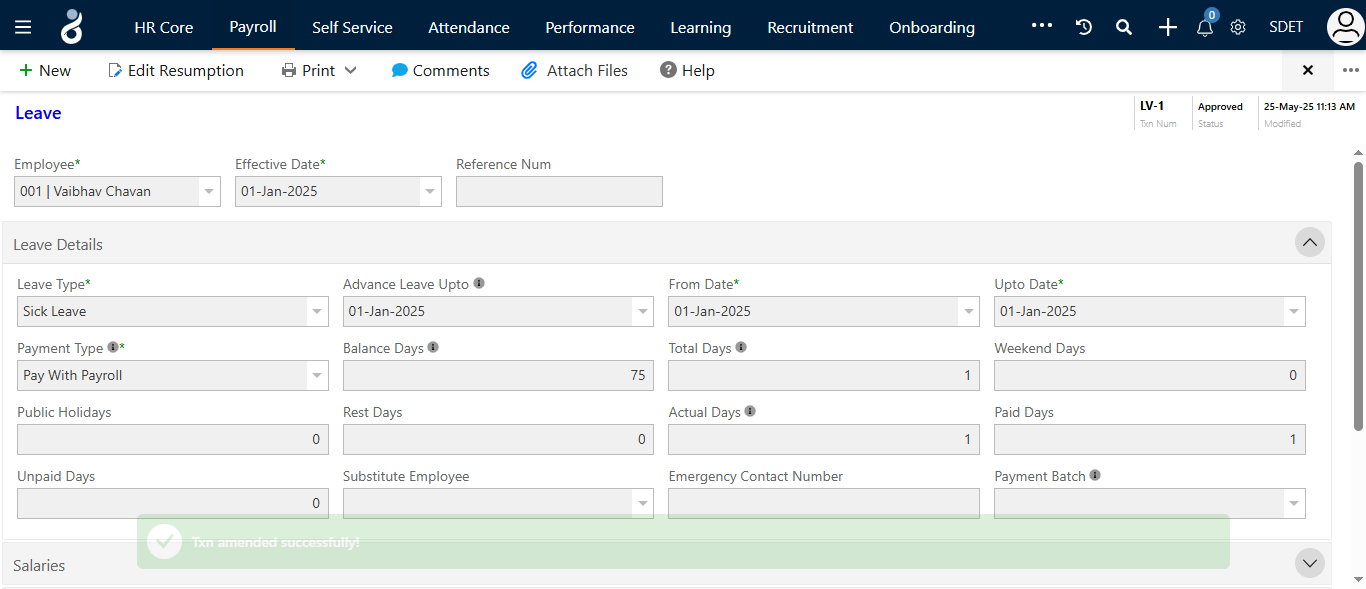 HR Core Payroll Self Service Attendance Performance Learning Recruitment Onboarding ••• 0 SDET
+ New Edit Resumption Print Comments Attach Files ? Help × •••
Leave
LV-1 Approved 25-May-25 11:13 AM
Txn Num Status Modified
Employee* Effective Date* Reference Num
001 | Vaibhav Chavan 01-Jan-2025
Leave Details
Leave Type* Advance Leave Upto From Date* Upto Date*
Sick Leave 01-Jan-2025 01-Jan-2025 01-Jan-2025
Payment Type * Balance Days Total Days Weekend Days
Pay With Payroll 75 1 0
Public Holidays Rest Days Actual Days Paid Days
0 0 1 1
Unpaid Days Substitute Employee Emergency Contact Number Payment Batch
0
Txn amended successfully!
Salaries